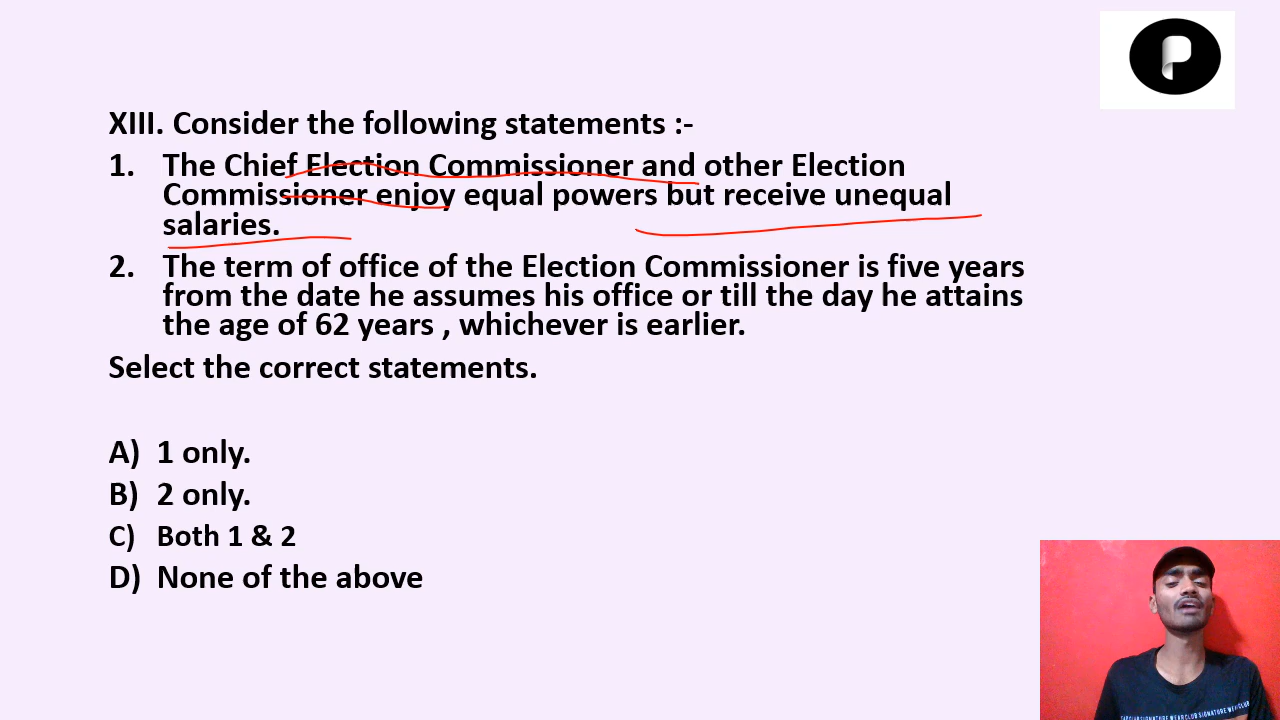 XIII. Consider the following statements :-
1. The Chief Election Commissioner and other Election
Commissioner enjoy equal powers but receive unequal
salaries.
2. The term of office of the Election Commissioner is five years
from the date he assumes his office or till the day he attains
the age of 62 years , whichever is earlier.
Select the correct statements.
A) 1 only.
B) 2 only.
C) Both 1 & 2
D) None of the above
P